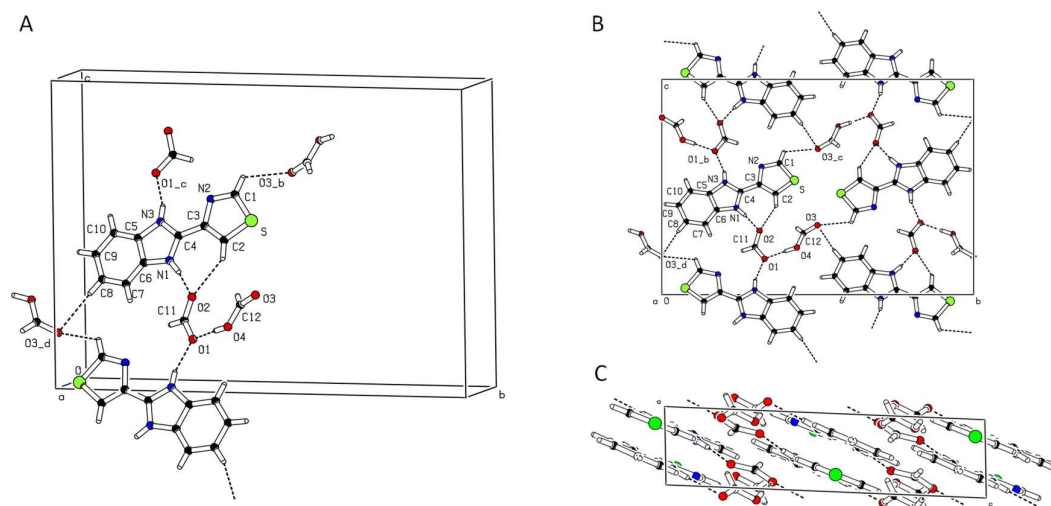 A
c
O1_c
N2
C1
O3_b
N3
C3
S
C10
C5
C4
C2
C9
N1
C6
C8
C7
C11
O2
O3
C12
O4
O1
O3_d
O
a
b
B
c
O1_b
N2
C1
O3_c
N3
C3
S
C10
C5
C4
C2
C9
N1
C6
C8
C7
O2
O3
C11
C12
O1
O4
O3_d
a
O
b
C
a
c